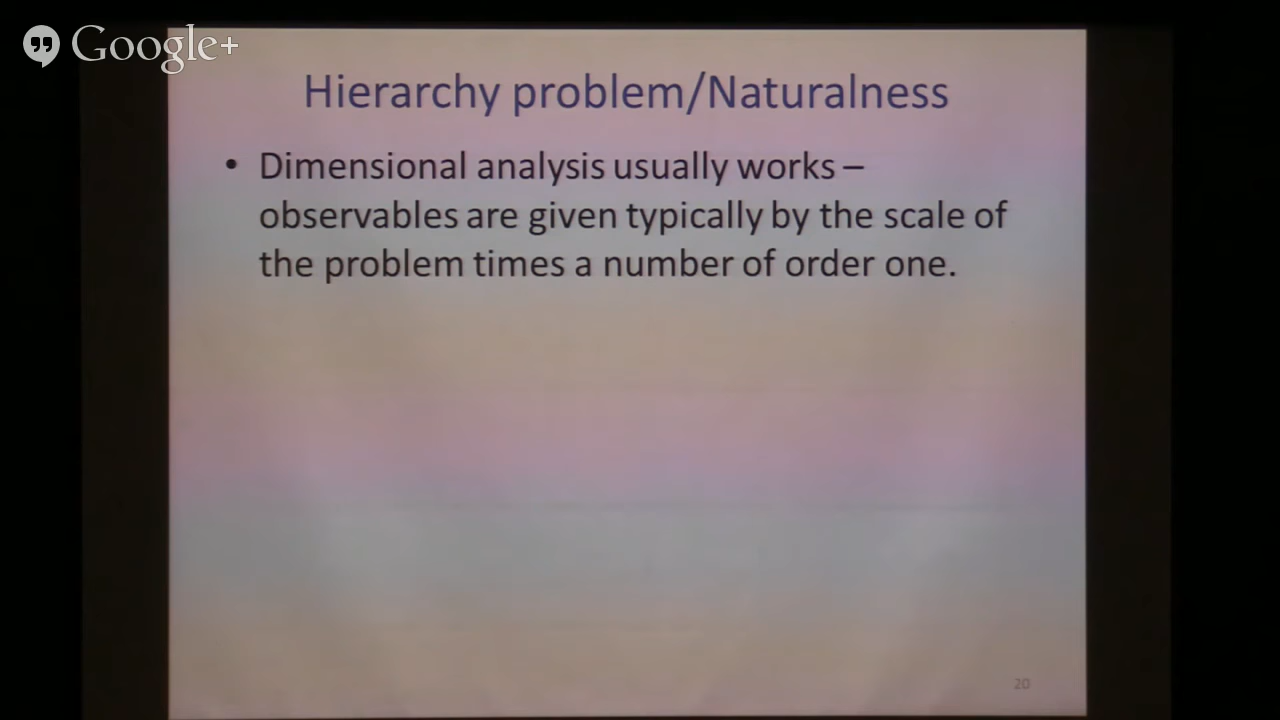 Google+
Hierarchy problem/Naturalness
• Dimensional analysis usually works –
observables are given typically by the scale of
the problem times a number of order one.
20